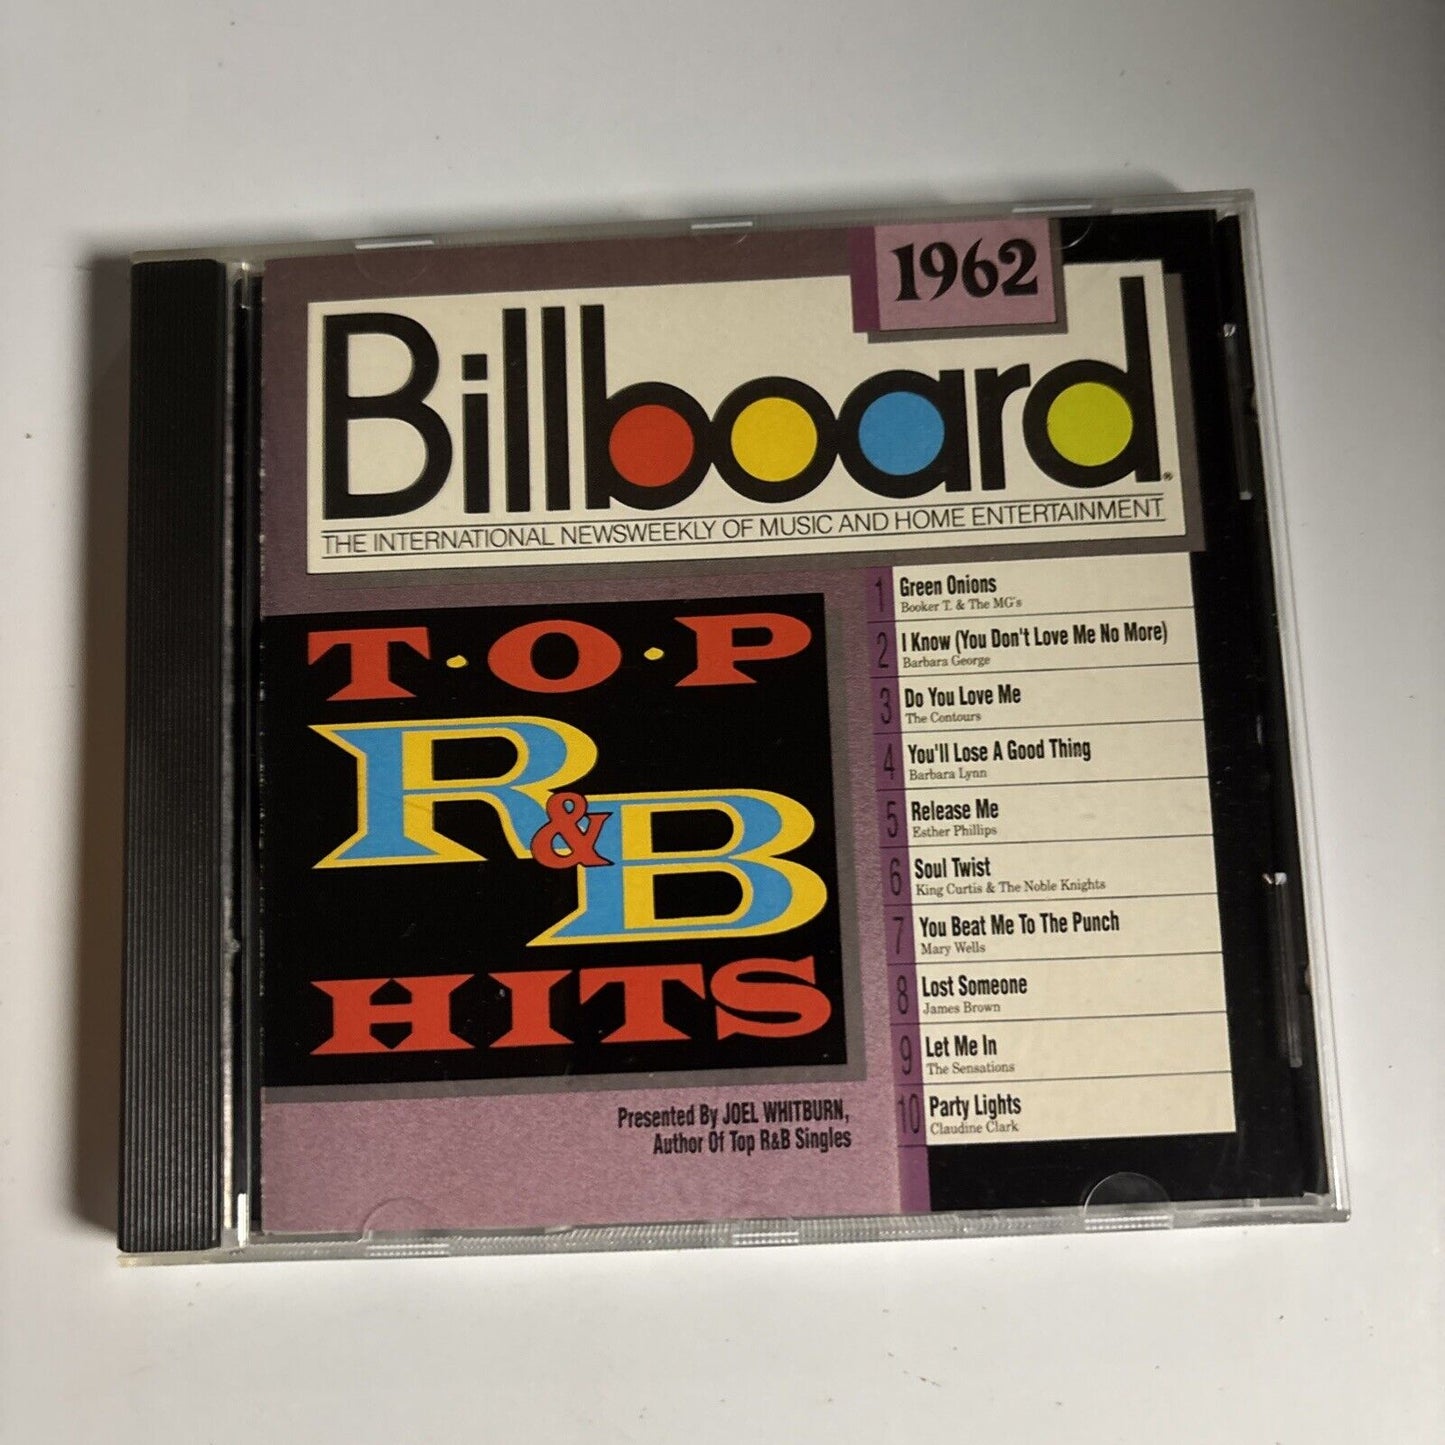 1962
Billboard®
THE INTERNATIONAL NEWSWEEKLY OF MUSIC AND HOME ENTERTAINMENT
T·O·P
R&B
HITS
Presented By JOEL WHITBURN,
Author Of Top R&B Singles
1 Green Onions
Booker T. & The MG's
2 I Know (You Don't Love Me No More)
Barbara George
3 Do You Love Me
The Contours
4 You'll Lose A Good Thing
Barbara Lynn
5 Release Me
Esther Phillips
6 Soul Twist
King Curtis & The Noble Knights
7 You Beat Me To The Punch
Mary Wells
8 Lost Someone
James Brown
9 Let Me In
The Sensations
10 Party Lights
Claudine Clark